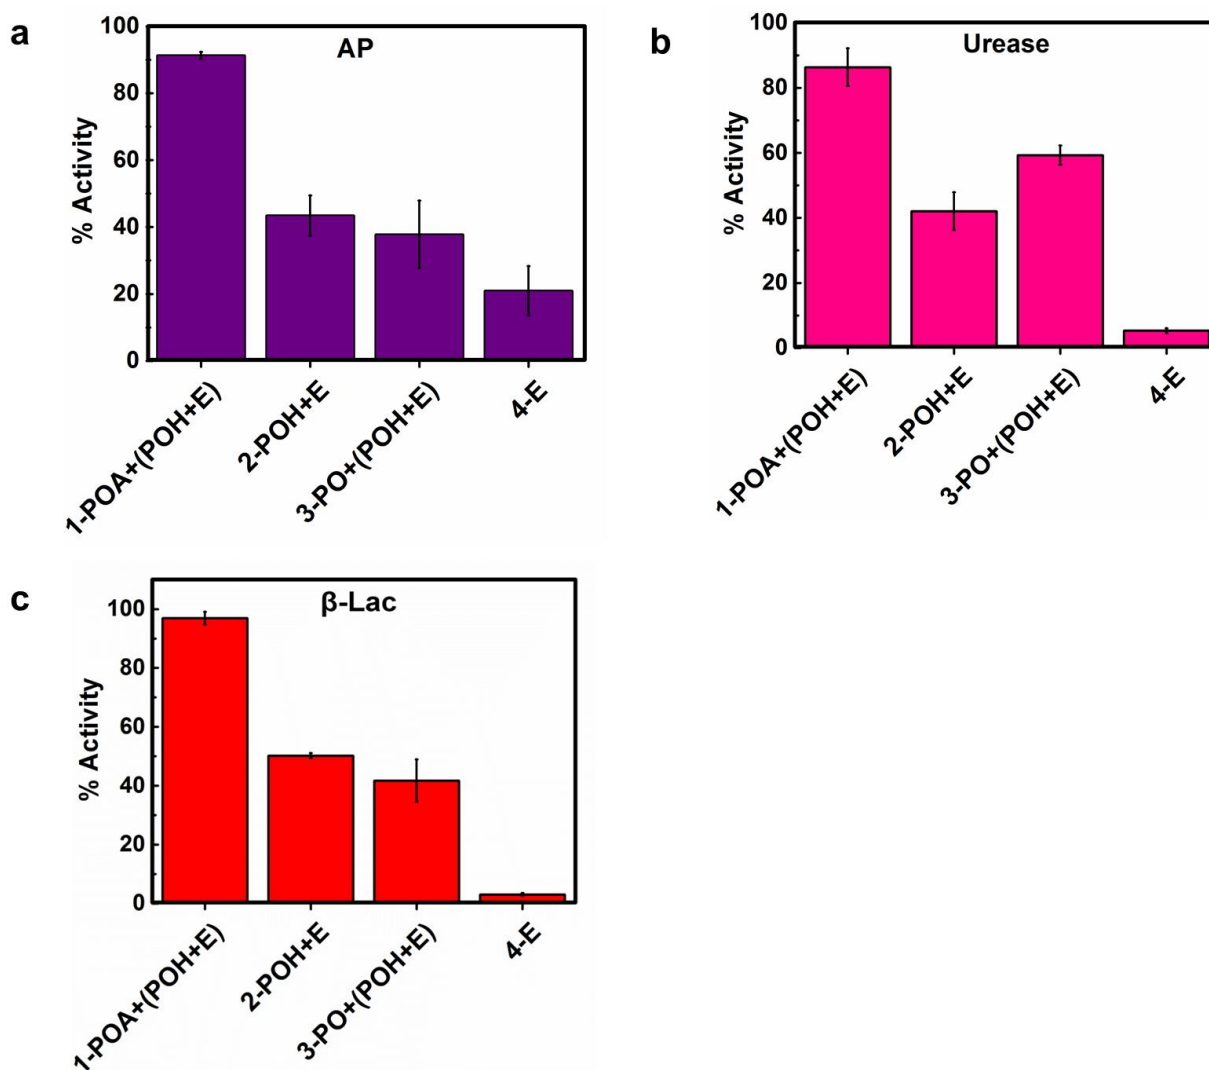 a
AP
% Activity
100
80
60
40
20
0
1-POA+(POH+E)
2-POH+E
3-PO+(POH+E)
4-E
b
Urease
% Activity
100
80
60
40
20
0
1-POA+(POH+E)
2-POH+E
3-PO+(POH+E)
4-E
c
β-Lac
% Activity
100
80
60
40
20
0
1-POA+(POH+E)
2-POH+E
3-PO+(POH+E)
4-E